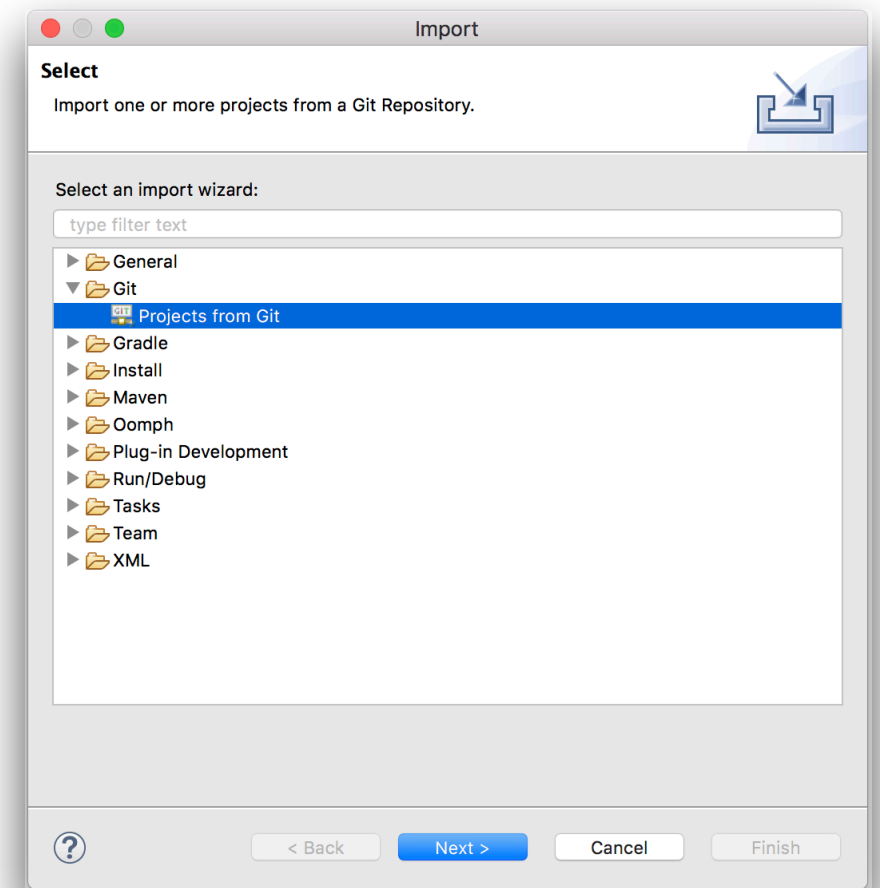 Import
Select
Import one or more projects from a Git Repository.
Select an import wizard:
type filter text
General
Git
GIT Projects from Git
Gradle
Install
Maven
Oomph
Plug-in Development
Run/Debug
Tasks
Team
XML
? < Back Next > Cancel Finish